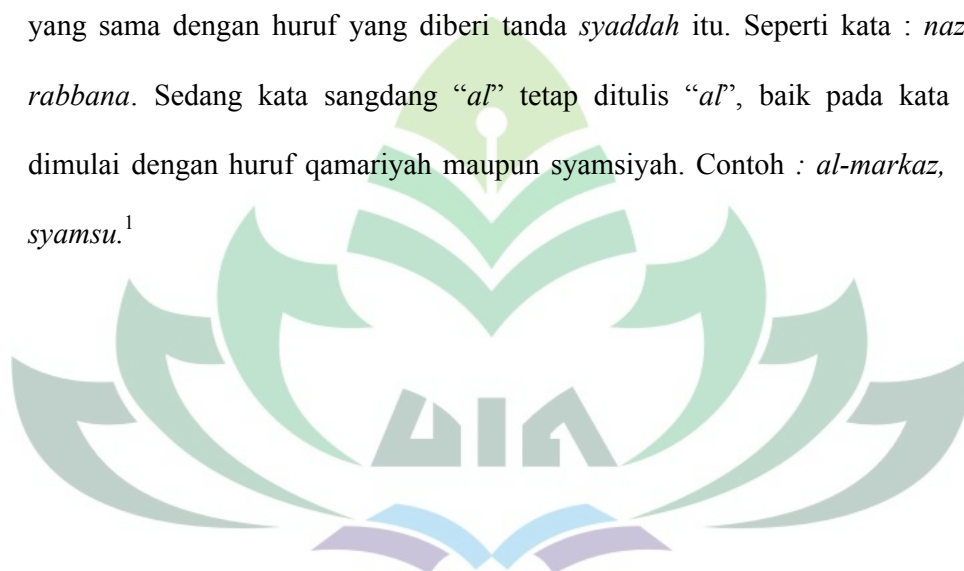 yang sama dengan huruf yang diberi tanda syaddah itu. Seperti kata :
rabbana. Sedang kata sangdang “al” tetap ditulis “al”, baik pada kata
dimulai dengan huruf qamariyah maupun syamsiyah. Contoh : al-markaz,
syamsu.¹
UIN